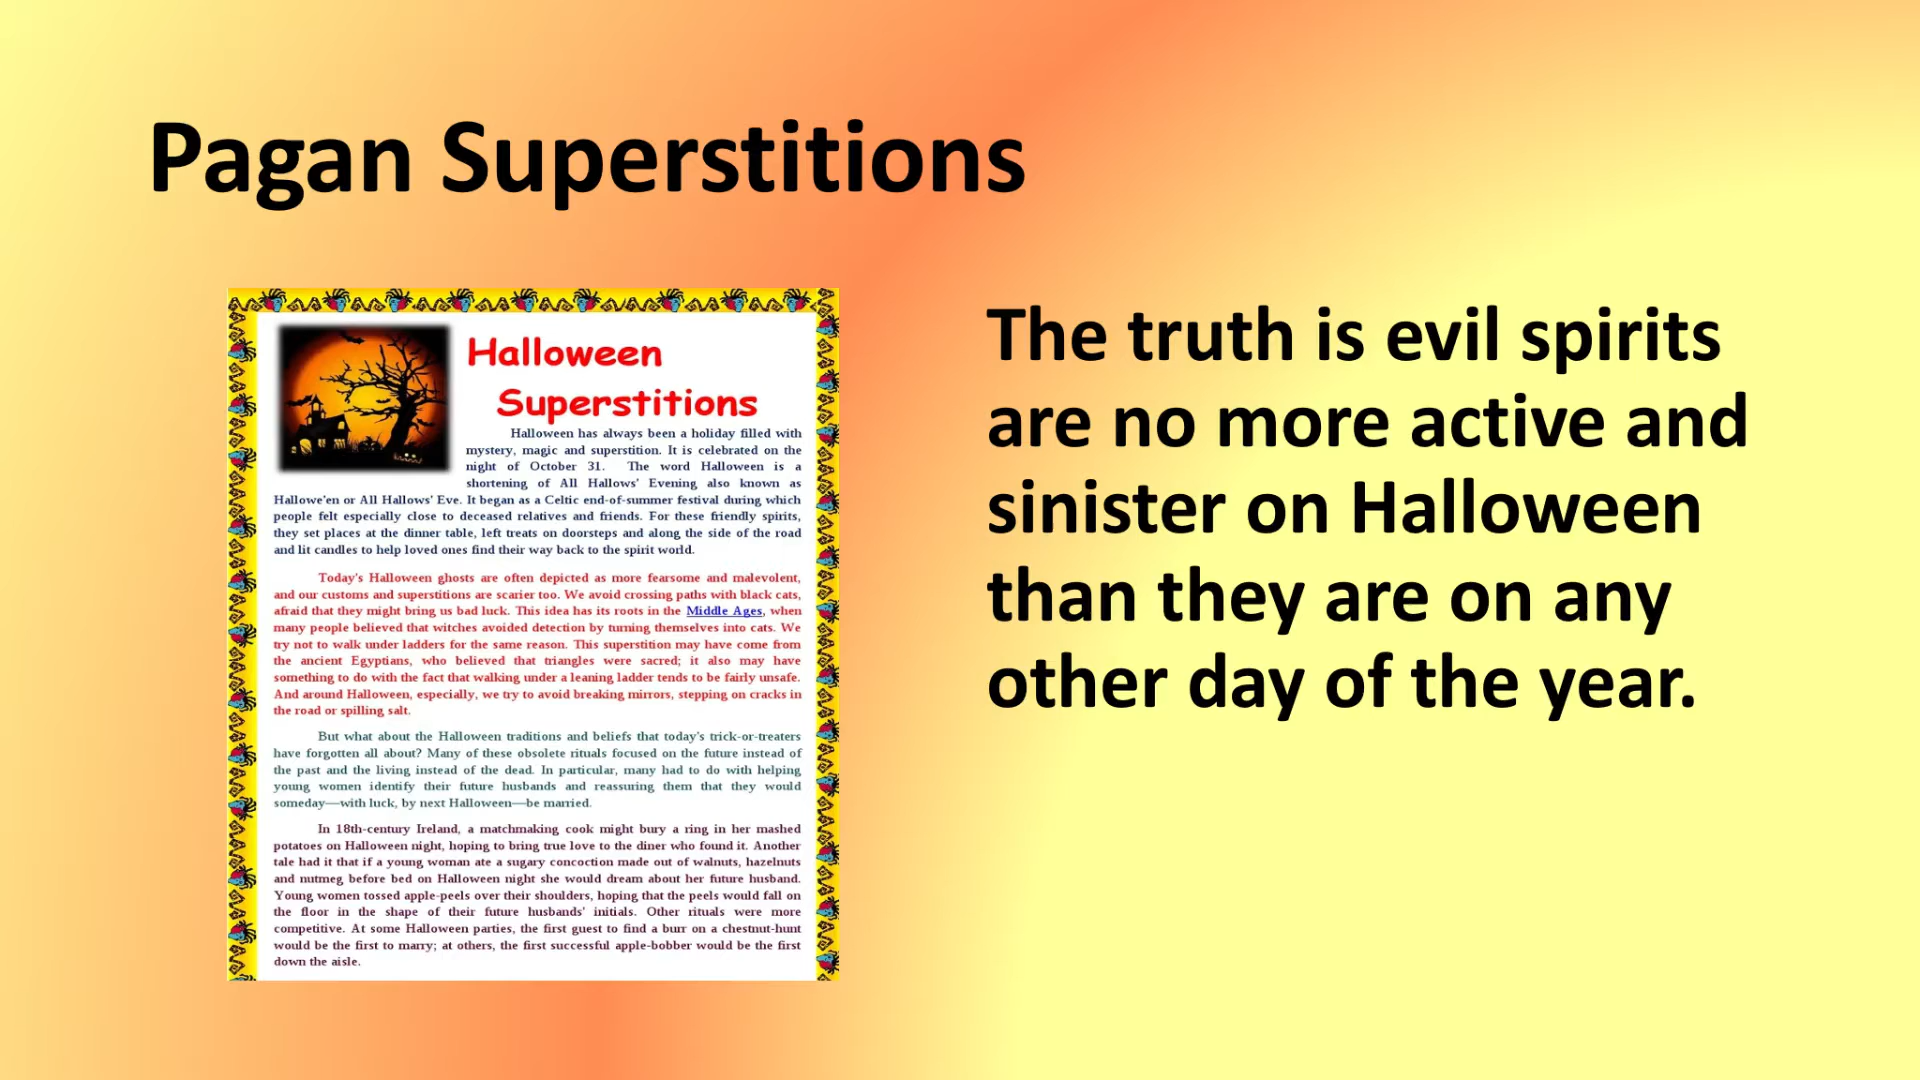 Pagan Superstitions
Halloween
Superstitions
Halloween has always been a holiday filled with
mystery, magic and superstition. It is celebrated on the
night of October 31. The word Halloween is a
shortening of All Hallows' Evening also known as
Hallowe'en or All Hallows' Eve. It began as a Celtic end-of-summer festival during which
people felt especially close to deceased relatives and friends. For these friendly spirits,
they set places at the dinner table, left treats on doorsteps and along the side of the road
and lit candles to help loved ones find their way back to the spirit world.
Today's Halloween ghosts are often depicted as more fearsome and malevolent,
and our customs and superstitions are scarier too. We avoid crossing paths with black cats,
afraid that they might bring us bad luck. This idea has its roots in the Middle Ages, when
many people believed that witches avoided detection by turning themselves into cats. We
try not to walk under ladders for the same reason. This superstition may have come from
the ancient Egyptians, who believed that triangles were sacred; it also may have
something to do with the fact that walking under a leaning ladder tends to be fairly unsafe.
And around Halloween, especially, we try to avoid breaking mirrors, stepping on cracks in
the road or spilling salt.
But what about the Halloween traditions and beliefs that today's trick-or-treaters
have forgotten all about? Many of these obsolete rituals focused on the future instead of
the past and the living instead of the dead. In particular, many had to do with helping
young women identify their future husbands and reassuring them that they would
someday—with luck, by next Halloween—be married.
In 18th-century Ireland, a matchmaking cook might bury a ring in her mashed
potatoes on Halloween night, hoping to bring true love to the diner who found it. Another
tale had it that if a young woman ate a sugary concoction made out of walnuts, hazelnuts
and nutmeg before bed on Halloween night she would dream about her future husband.
Young women tossed apple-peels over their shoulders, hoping that the peels would fall on
the floor in the shape of their future husbands' initials. Other rituals were more
competitive. At some Halloween parties, the first guest to find a burr on a chestnut-hunt
would be the first to marry; at others, the first successful apple-bobber would be the first
down the aisle.
The truth is evil spirits
are no more active and
sinister on Halloween
than they are on any
other day of the year.